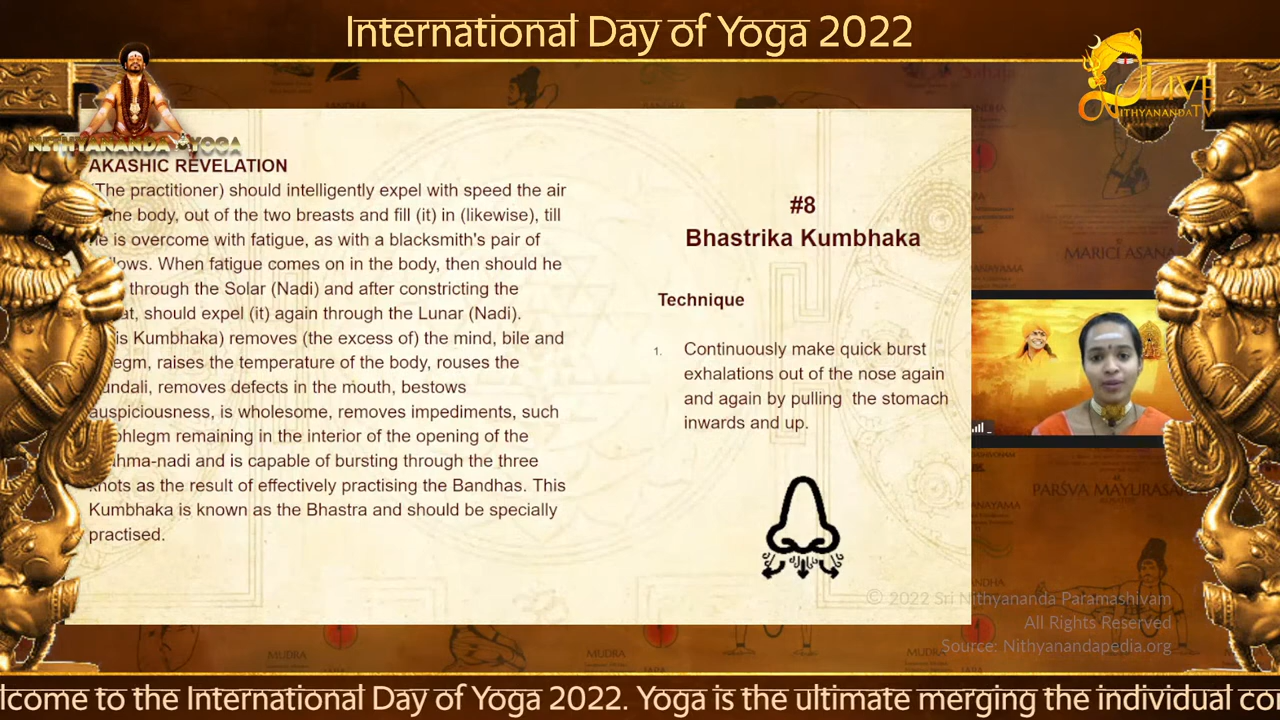 International Day of Yoga 2022
LIVE
NITHYANANDATV
NITHYANANDA YOGA
AKASHIC REVELATION
(The practitioner) should intelligently expel with speed the air
the body, out of the two breasts and fill (it) in (likewise), till
he is overcome with fatigue, as with a blacksmith's pair of
When fatigue comes on in the body, then should he
through the Solar (Nadi) and after constricting the
should expel (it) again through the Lunar (Nadi).
Kumbhaka) removes (the excess of) the mind, bile and
raises the temperature of the body, rouses the
removes defects in the mouth, bestows
auspiciousness, is wholesome, removes impediments, such
phlegm remaining in the interior of the opening of the
and is capable of bursting through the three
knots as the result of effectively practising the Bandhas. This
Kumbhaka is known as the Bhastra and should be specially
practised.
#8
Bhastrika Kumbhaka
Technique
1. Continuously make quick burst
exhalations out of the nose again
and again by pulling the stomach
inwards and up.
MARICI ASANA
PARŚVA MAYURASA
MUDRA
MUDRA
MUDRA
© 2022 Sri Nithyananda Paramashivam
All Rights Reserved
Source: Nithyanandapedia.org
lcome to the International Day of Yoga 2022. Yoga is the ultimate merging the individual co